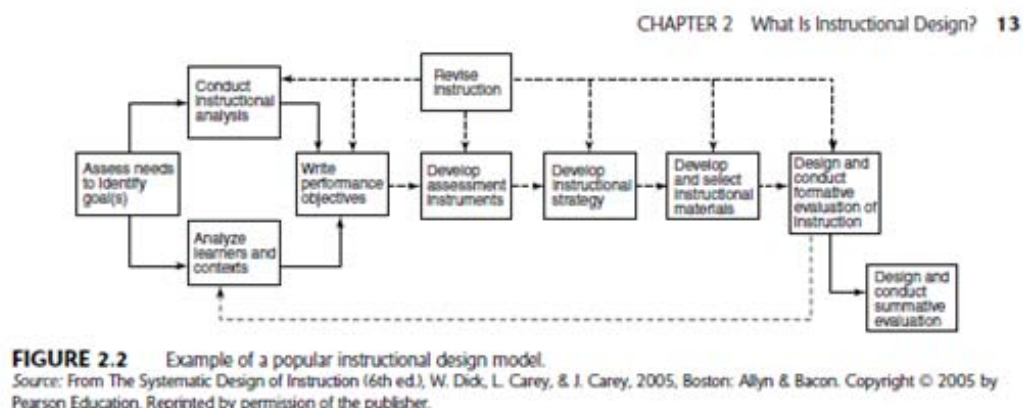 CHAPTER 2 What Is Instructional Design? 13
Revise
Instruction
Conduct
Instructional
analysis
Assess needs
to Identify
goal(s)
Write
performance
objectives
Develop
assessment
Instruments
Develop
Instructional
strategy
Develop
and select
Instructional
materials
Design and
conduct
formative
evaluation of
Instruction
Analyze
learners and
contexts
Design and
conduct
summative
evaluation
FIGURE 2.2 Example of a popular instructional design model.
Source: From The Systematic Design of Instruction (6th ed.), W. Dick, L. Carey, & J. Carey, 2005, Boston: Allyn & Bacon. Copyright © 2005 by
Pearson Education. Reprinted by permission of the publisher.